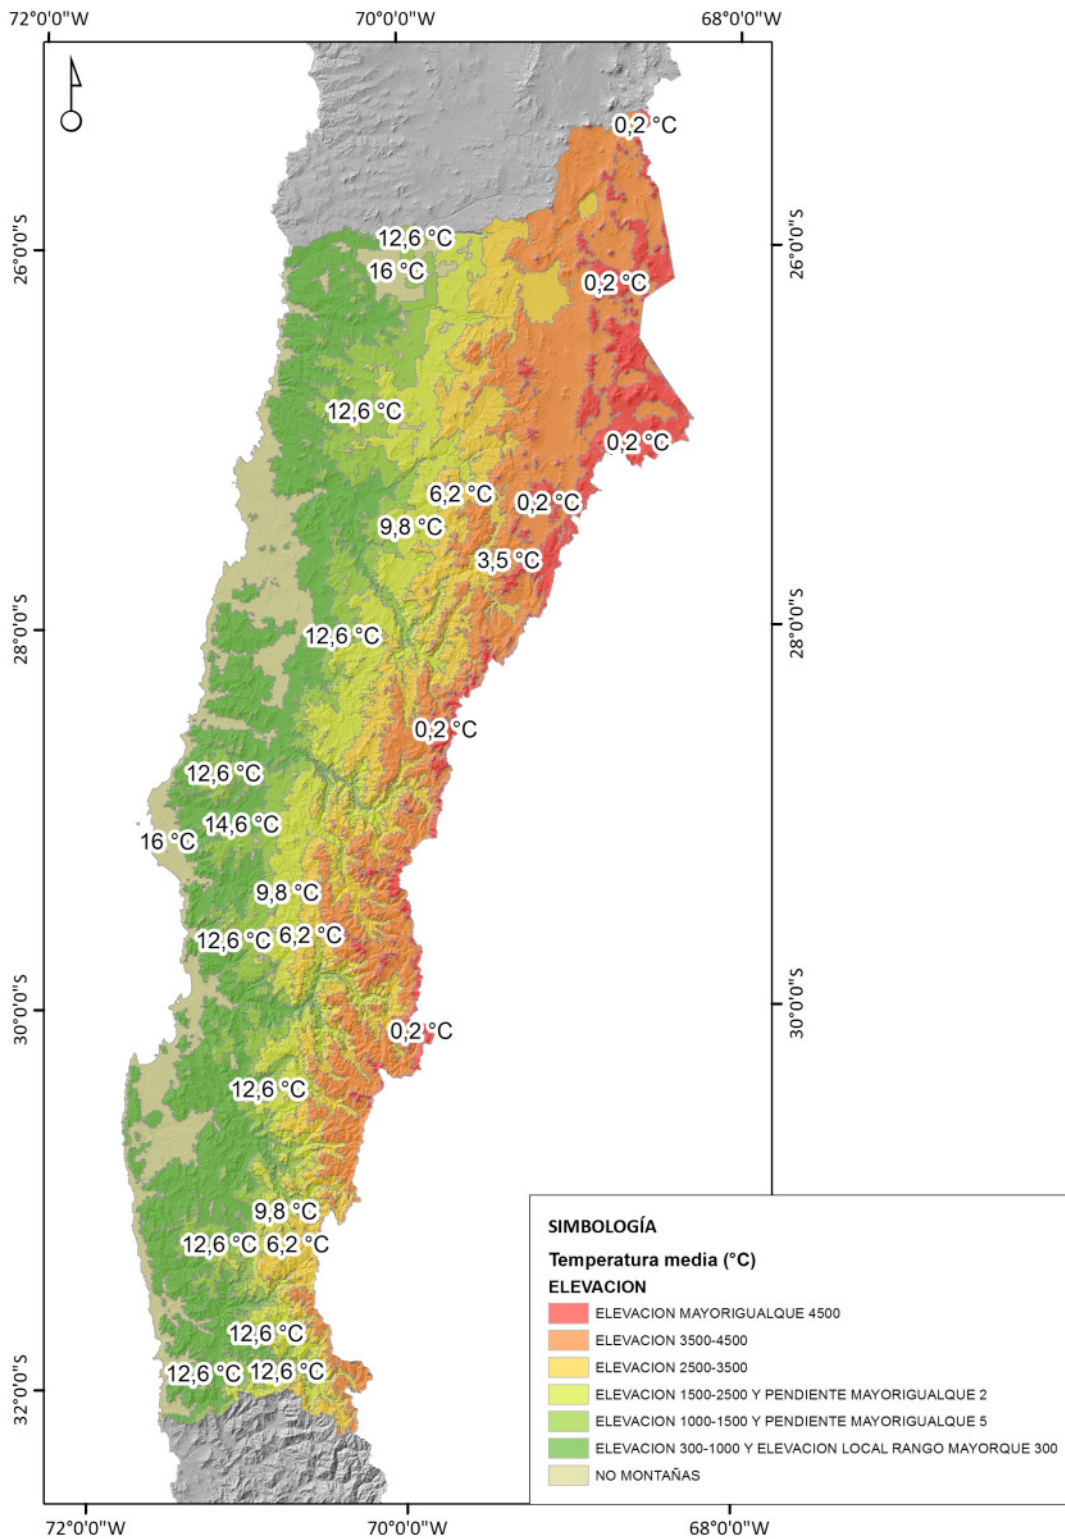 72°0'0"W 70°0'0"W 68°0'0"W
0,2 °C
12,6 °C
26°0'0"S
26°0'0"S
16 °C
0,2 °C
12,6 °C
0,2 °C
6,2 °C
0,2 °C
9,8 °C
3,5 °C
28°0'0"S
28°0'0"S
12,6 °C
0,2 °C
12,6 °C
14,6 °C
16 °C
9,8 °C
12,6 °C 6,2 °C
30°0'0"S
30°0'0"S
0,2 °C
12,6 °C
9,8 °C
12,6 °C 6,2 °C
12,6 °C
12,6 °C 12,6 °C
32°0'0"S
SIMBOLOGÍA
Temperatura media (°C)
ELEVACION
ELEVACION MAYORIGUALQUE 4500
ELEVACION 3500-4500
ELEVACION 2500-3500
ELEVACION 1500-2500 Y PENDIENTE MAYORIGUALQUE 2
ELEVACION 1000-1500 Y PENDIENTE MAYORIGUALQUE 5
ELEVACION 300-1000 Y ELEVACION LOCAL RANGO MAYORQUE 300
NO MONTAÑAS
72°0'0"W 70°0'0"W 68°0'0"W